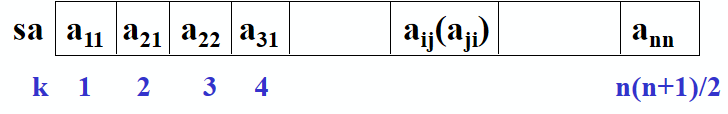 sa a₁₁ a₂₁ a₂₂ a₃₁ aᵢⱼ(aⱼᵢ) aₙₙ
k 1 2 3 4 n(n+1)/2